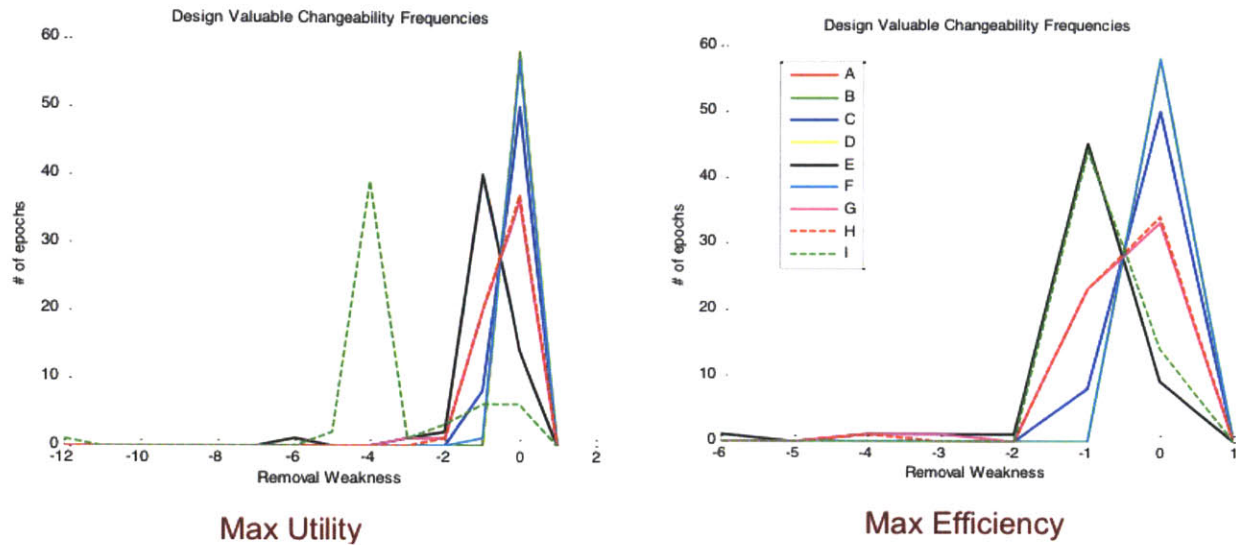 Design Valuable Changeability Frequencies
60
50
40
30
20
10
0
# of epochs
-12 -10 -8 -6 -4 -2 0 2
Removal Weakness
Max Utility
Design Valuable Changeability Frequencies
60
50
40
30
20
10
0
# of epochs
A
B
C
D
E
F
G
H
I
-6 -5 -4 -3 -2 -1 0 1
Removal Weakness
Max Efficiency